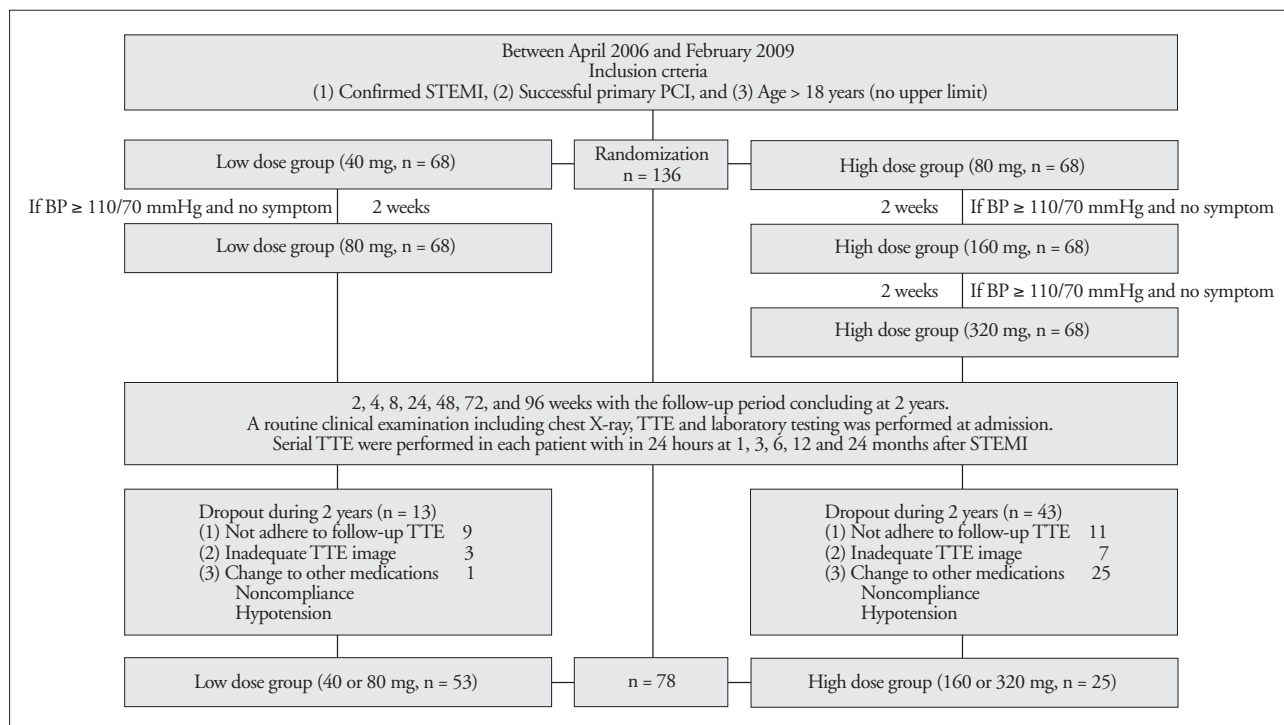 Between April 2006 and February 2009
Inclusion crteria
(1) Confirmed STEMI, (2) Successful primary PCI, and (3) Age > 18 years (no upper limit)
Low dose group (40 mg, n = 68)
Randomization
n = 136
High dose group (80 mg, n = 68)
If BP ≥ 110/70 mmHg and no symptom
2 weeks
2 weeks
If BP ≥ 110/70 mmHg and no symptom
Low dose group (80 mg, n = 68)
High dose group (160 mg, n = 68)
2 weeks
If BP ≥ 110/70 mmHg and no symptom
High dose group (320 mg, n = 68)
2, 4, 8, 24, 48, 72, and 96 weeks with the follow-up period concluding at 2 years.
A routine clinical examination including chest X-ray, TTE and laboratory testing was performed at admission.
Serial TTE were performed in each patient with in 24 hours at 1, 3, 6, 12 and 24 months after STEMI
Dropout during 2 years (n = 13)
(1) Not adhere to follow-up TTE 9
(2) Inadequate TTE image 3
(3) Change to other medications 1
Noncompliance
Hypotension
Dropout during 2 years (n = 43)
(1) Not adhere to follow-up TTE 11
(2) Inadequate TTE image 7
(3) Change to other medications 25
Noncompliance
Hypotension
Low dose group (40 or 80 mg, n = 53)
n = 78
High dose group (160 or 320 mg, n = 25)